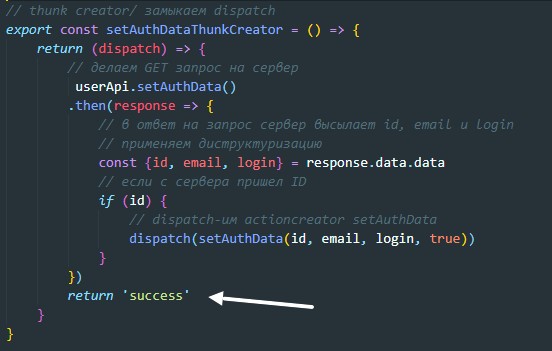 // thunk creator/ замыкаем dispatch
export const setAuthDataThunkCreator = () => {
return (dispatch) => {
// делаем GET запрос на сервер
userApi.setAuthData()
.then(response => {
// в ответ на запрос сервер высылает id, email и login
// применяем диструктуризацию
const {id, email, login} = response.data.data
// если с сервера пришел ID
if (id) {
// dispatch-им actioncreator setAuthData
dispatch(setAuthData(id, email, login, true))
}
})
return 'success'
}
}